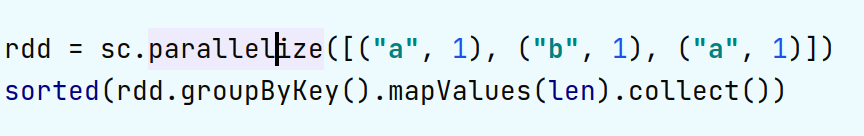 rdd = sc.parallelize([("a", 1), ("b", 1), ("a", 1)])
sorted(rdd.groupByKey().mapValues(len).collect())